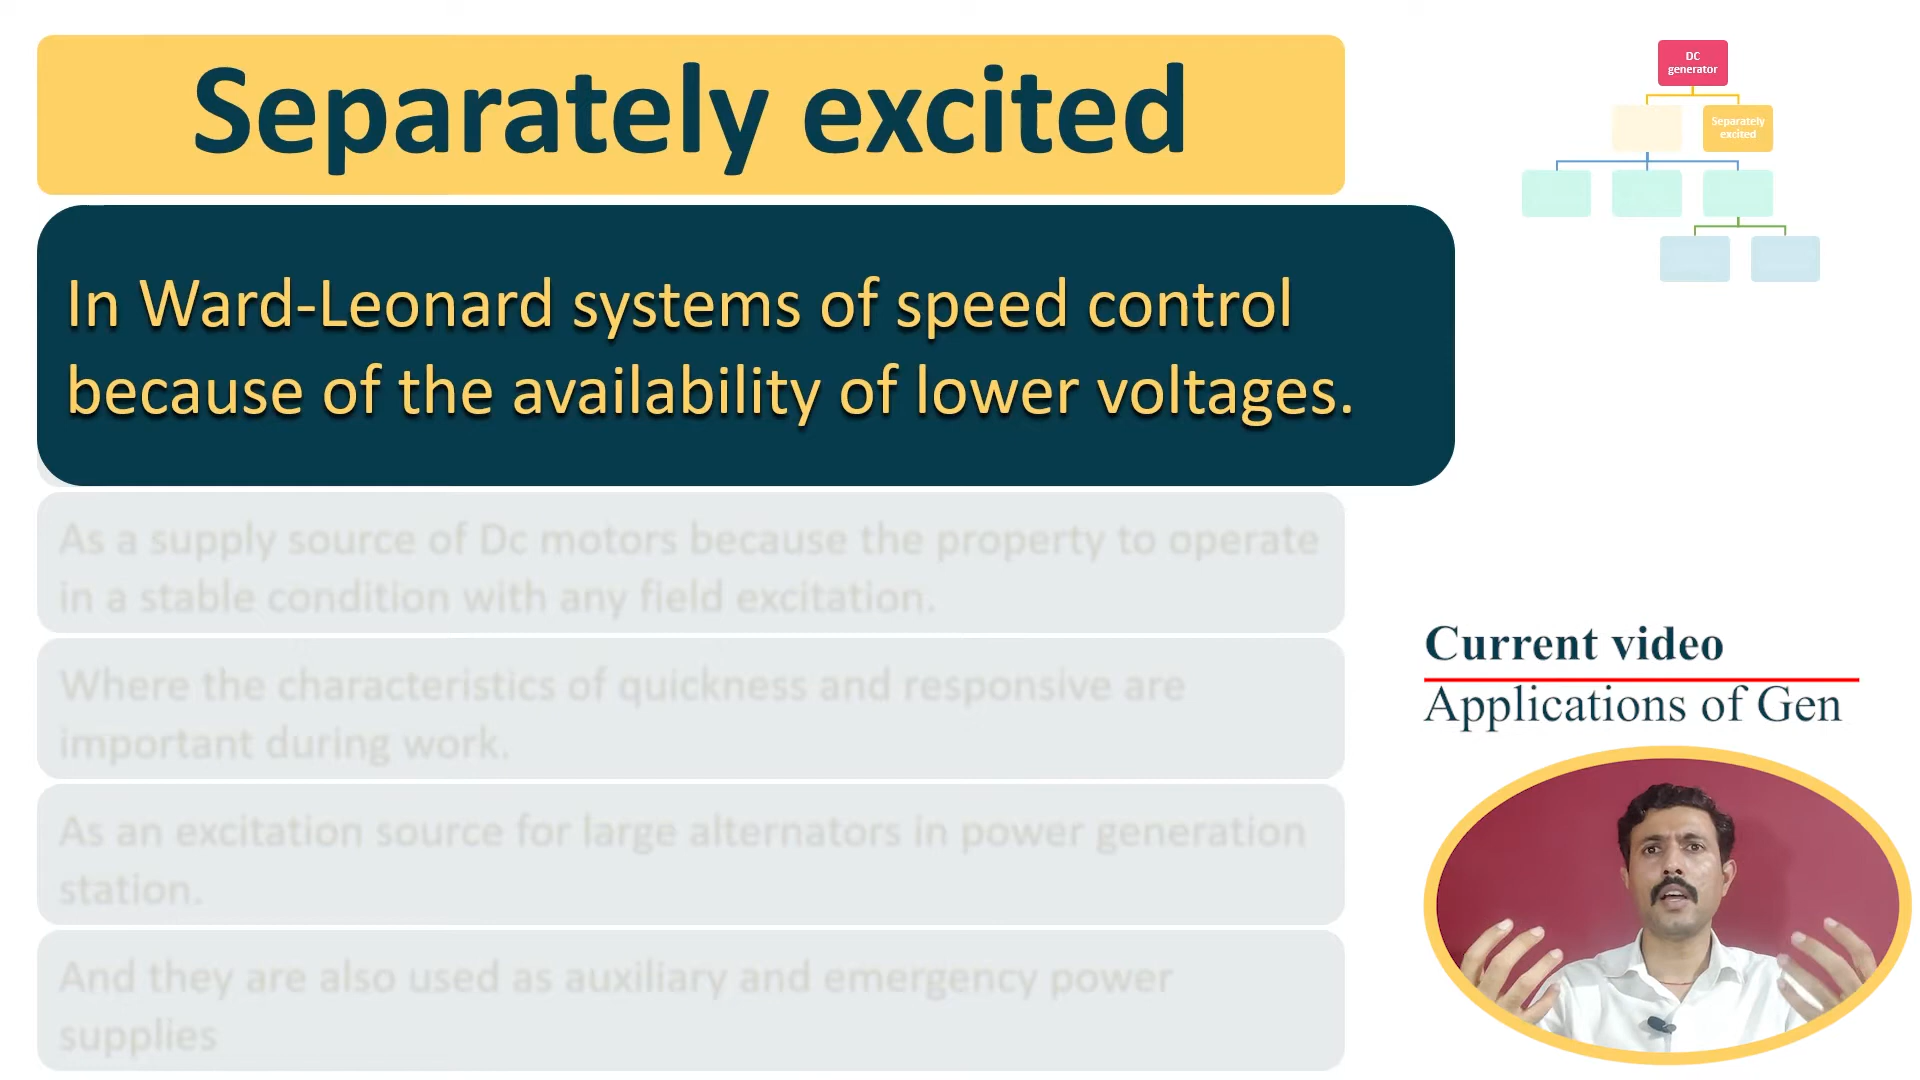 Separately excited
In Ward-Leonard systems of speed control
because of the availability of lower voltages.
As a supply source of Dc motors because the property to operate
in a stable condition with any field excitation.
Where the characteristics of quickness and responsive are
important during work.
As an excitation source for large alternators in power generation
station.
And they are also used as auxiliary and emergency power
supplies
DC
generator
Separately
excited
Current video
Applications of Gen